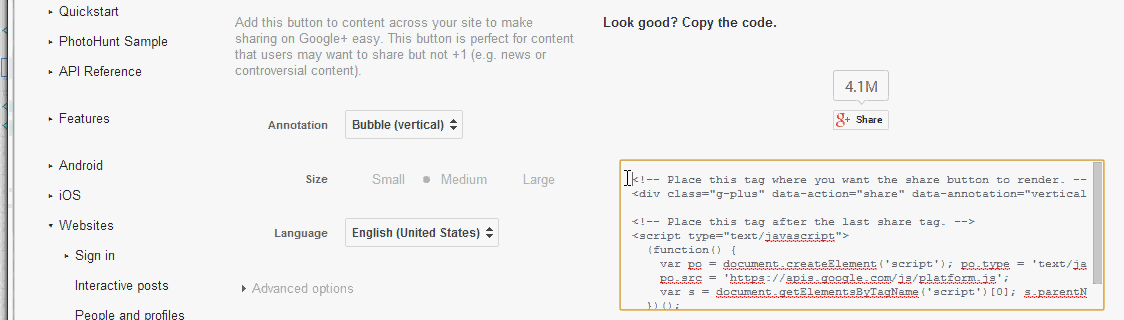 Quickstart
PhotoHunt Sample
API Reference
Features
Android
iOS
Websites
Sign in
Interactive posts
People and profiles
Add this button to content across your site to make
sharing on Google+ easy. This button is perfect for content
that users may want to share but not +1 (e.g. news or
controversial content).
Annotation Bubble (vertical)
Size Small Medium Large
Language English (United States)
Advanced options
Look good? Copy the code.
4.1M
g+ Share
<!-- Place this tag where you want the share button to render. --
<div class="g-plus" data-action="share" data-annotation="vertical
<!-- Place this tag after the last share tag. -->
<script type="text/javascript">
(function() {
var po = document.createElement('script'); po.type = 'text/ja
po.src = 'https://apis.google.com/js/platform.js';
var s = document.getElementsByTagName('script')[0]; s.parentN
})();